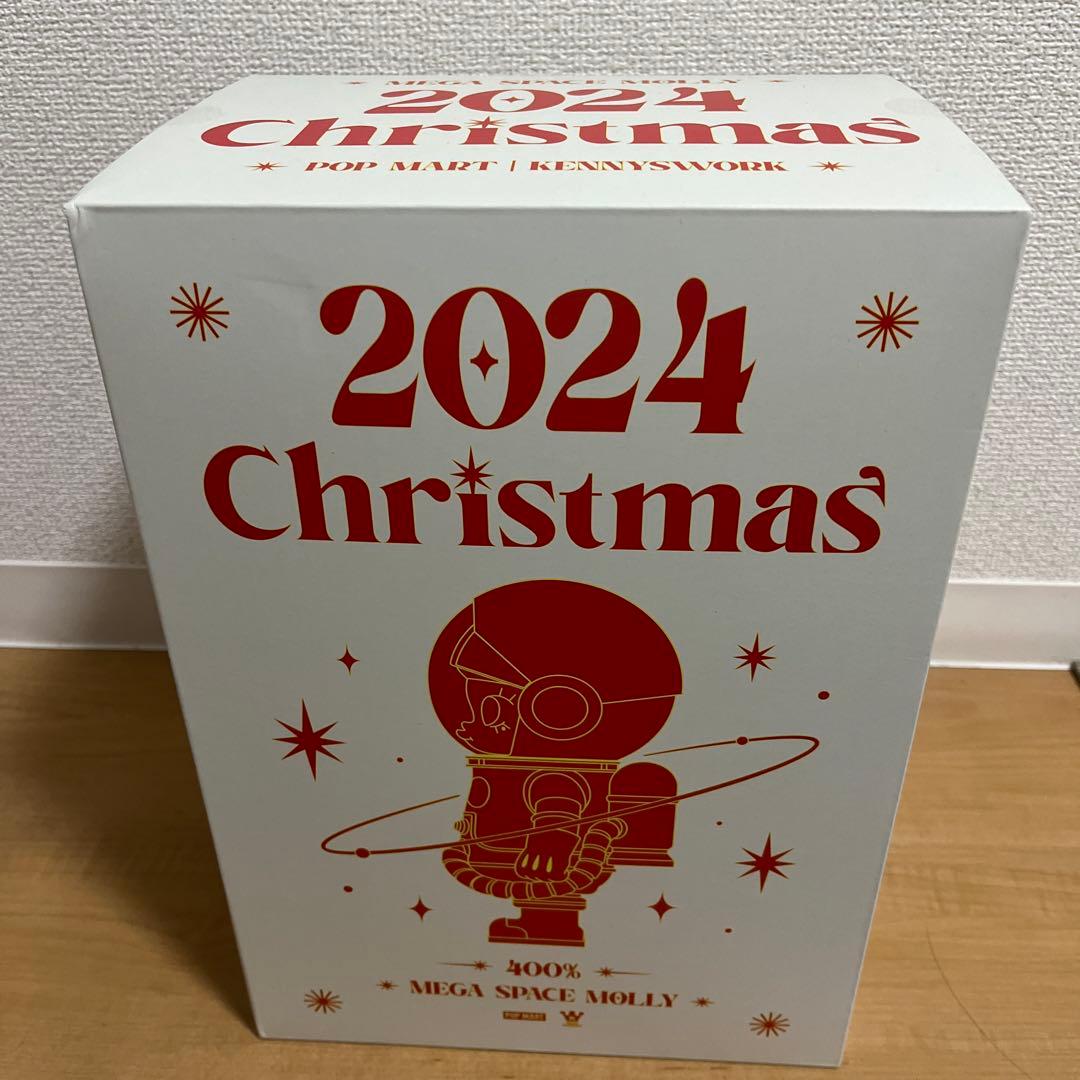 MEGA SPACE MOLLY
2024
Christmas
POP MART | KENNYSWORK
2024
Christmas
400%
MEGA SPACE MOLLY
POP MART